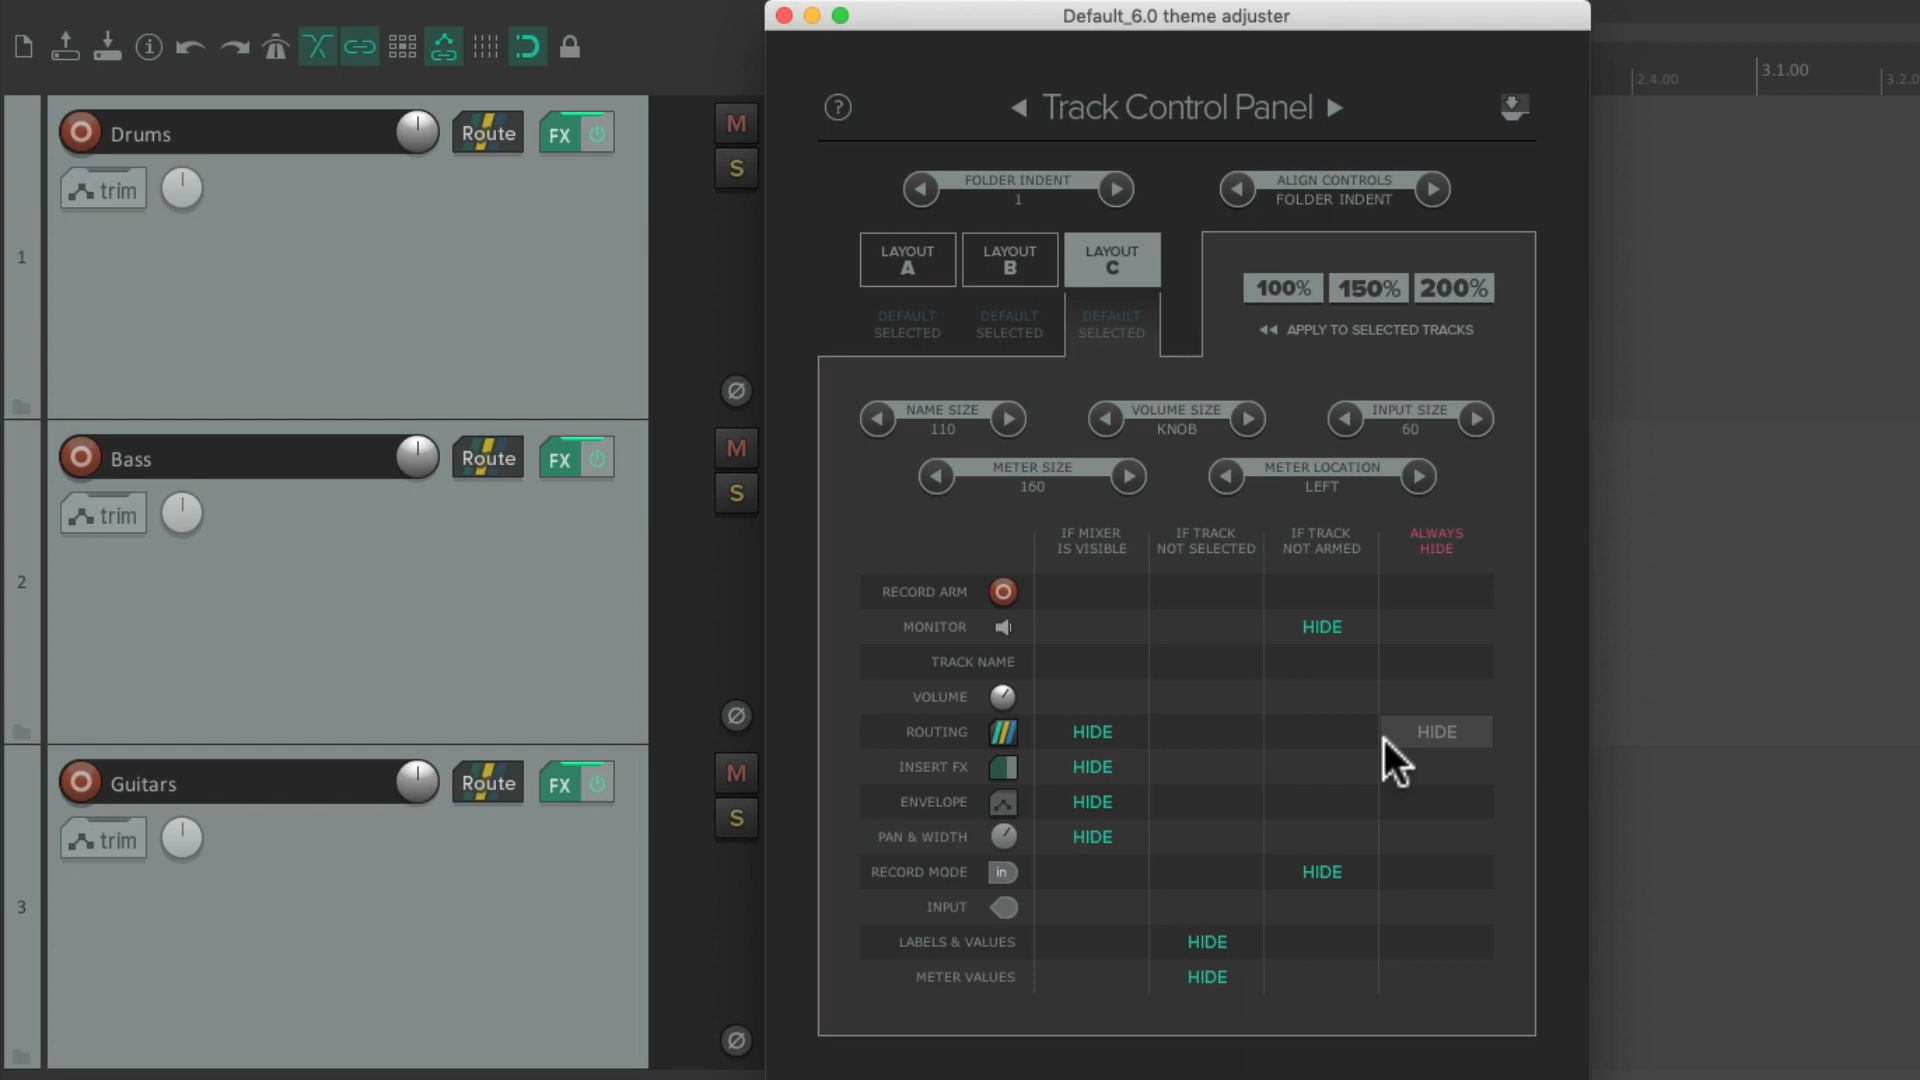 Default_6.0 theme adjuster
2.4.00
3.1.00
3.2.0
Track Control Panel
?
Drums
Route
FX
M
S
trim
1
FOLDER INDENT
1
ALIGN CONTROLS
FOLDER INDENT
LAYOUT
A
LAYOUT
B
LAYOUT
C
DEFAULT
SELECTED
DEFAULT
SELECTED
DEFAULT
SELECTED
100%
150%
200%
APPLY TO SELECTED TRACKS
NAME SIZE
110
VOLUME SIZE
KNOB
INPUT SIZE
60
METER SIZE
160
METER LOCATION
LEFT
Bass
Route
FX
M
S
trim
2
IF MIXER
IS VISIBLE
IF TRACK
NOT SELECTED
IF TRACK
NOT ARMED
ALWAYS
HIDE
RECORD ARM
MONITOR HIDE
TRACK NAME
VOLUME
ROUTING HIDE HIDE
INSERT FX HIDE
ENVELOPE HIDE
PAN & WIDTH HIDE
RECORD MODE in HIDE
INPUT
LABELS & VALUES HIDE
METER VALUES HIDE
Guitars
Route
FX
M
S
trim
3